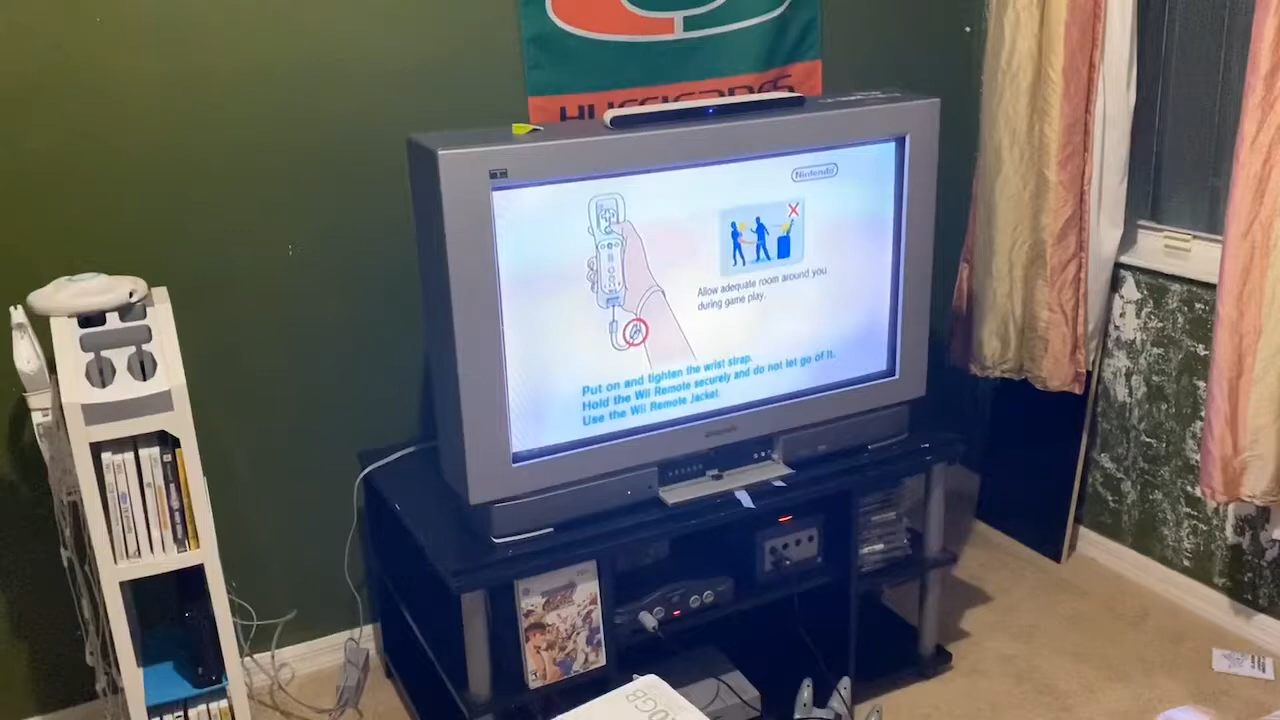 HURRICANES
Nintendo
Allow adequate room around you
during game play.
Put on and tighten the wrist strap.
Hold the Wii Remote securely and do not let go of it.
Use the Wii Remote Jacket.